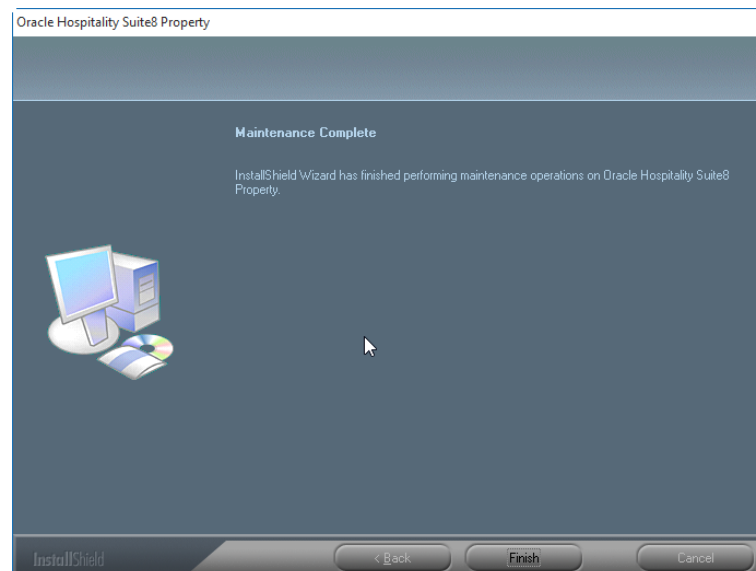 Oracle Hospitality Suite8 Property
Maintenance Complete
InstallShield Wizard has finished performing maintenance operations on Oracle Hospitality Suite8
Property.
InstallShield
< Back
Finish
Cancel